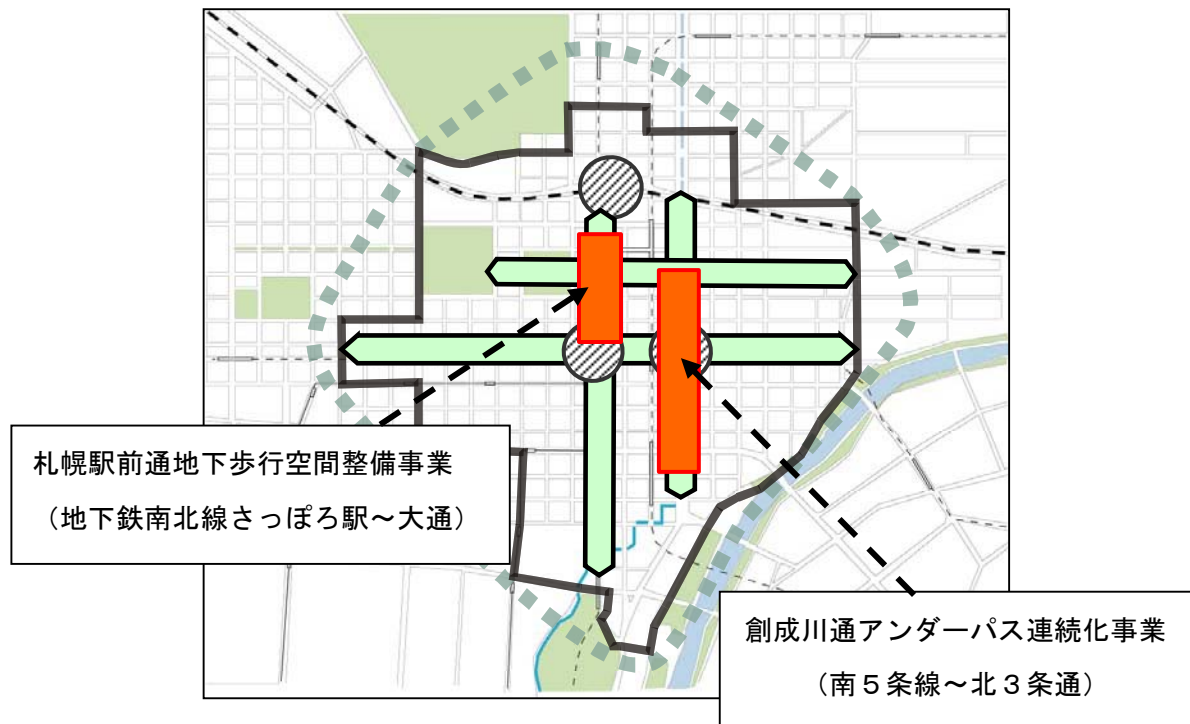 札幌駅前通地下歩行空間整備事業
（地下鉄南北線さっぽろ駅～大通）
創成川通アンダーパス連続化事業
（南５条線～北３条通）